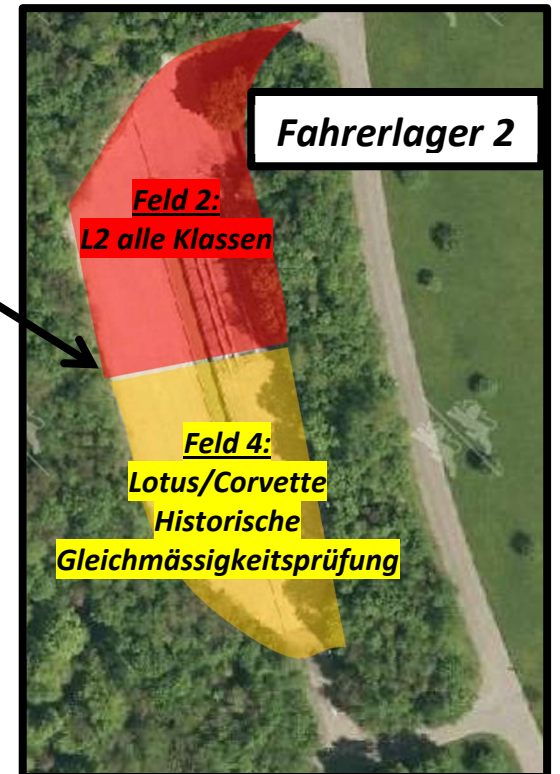 Fahrerlager 2
Feld 2:
L2 alle Klassen
Feld 4:
Lotus/Corvette
Historische
Gleichmässigkeitsprüfung